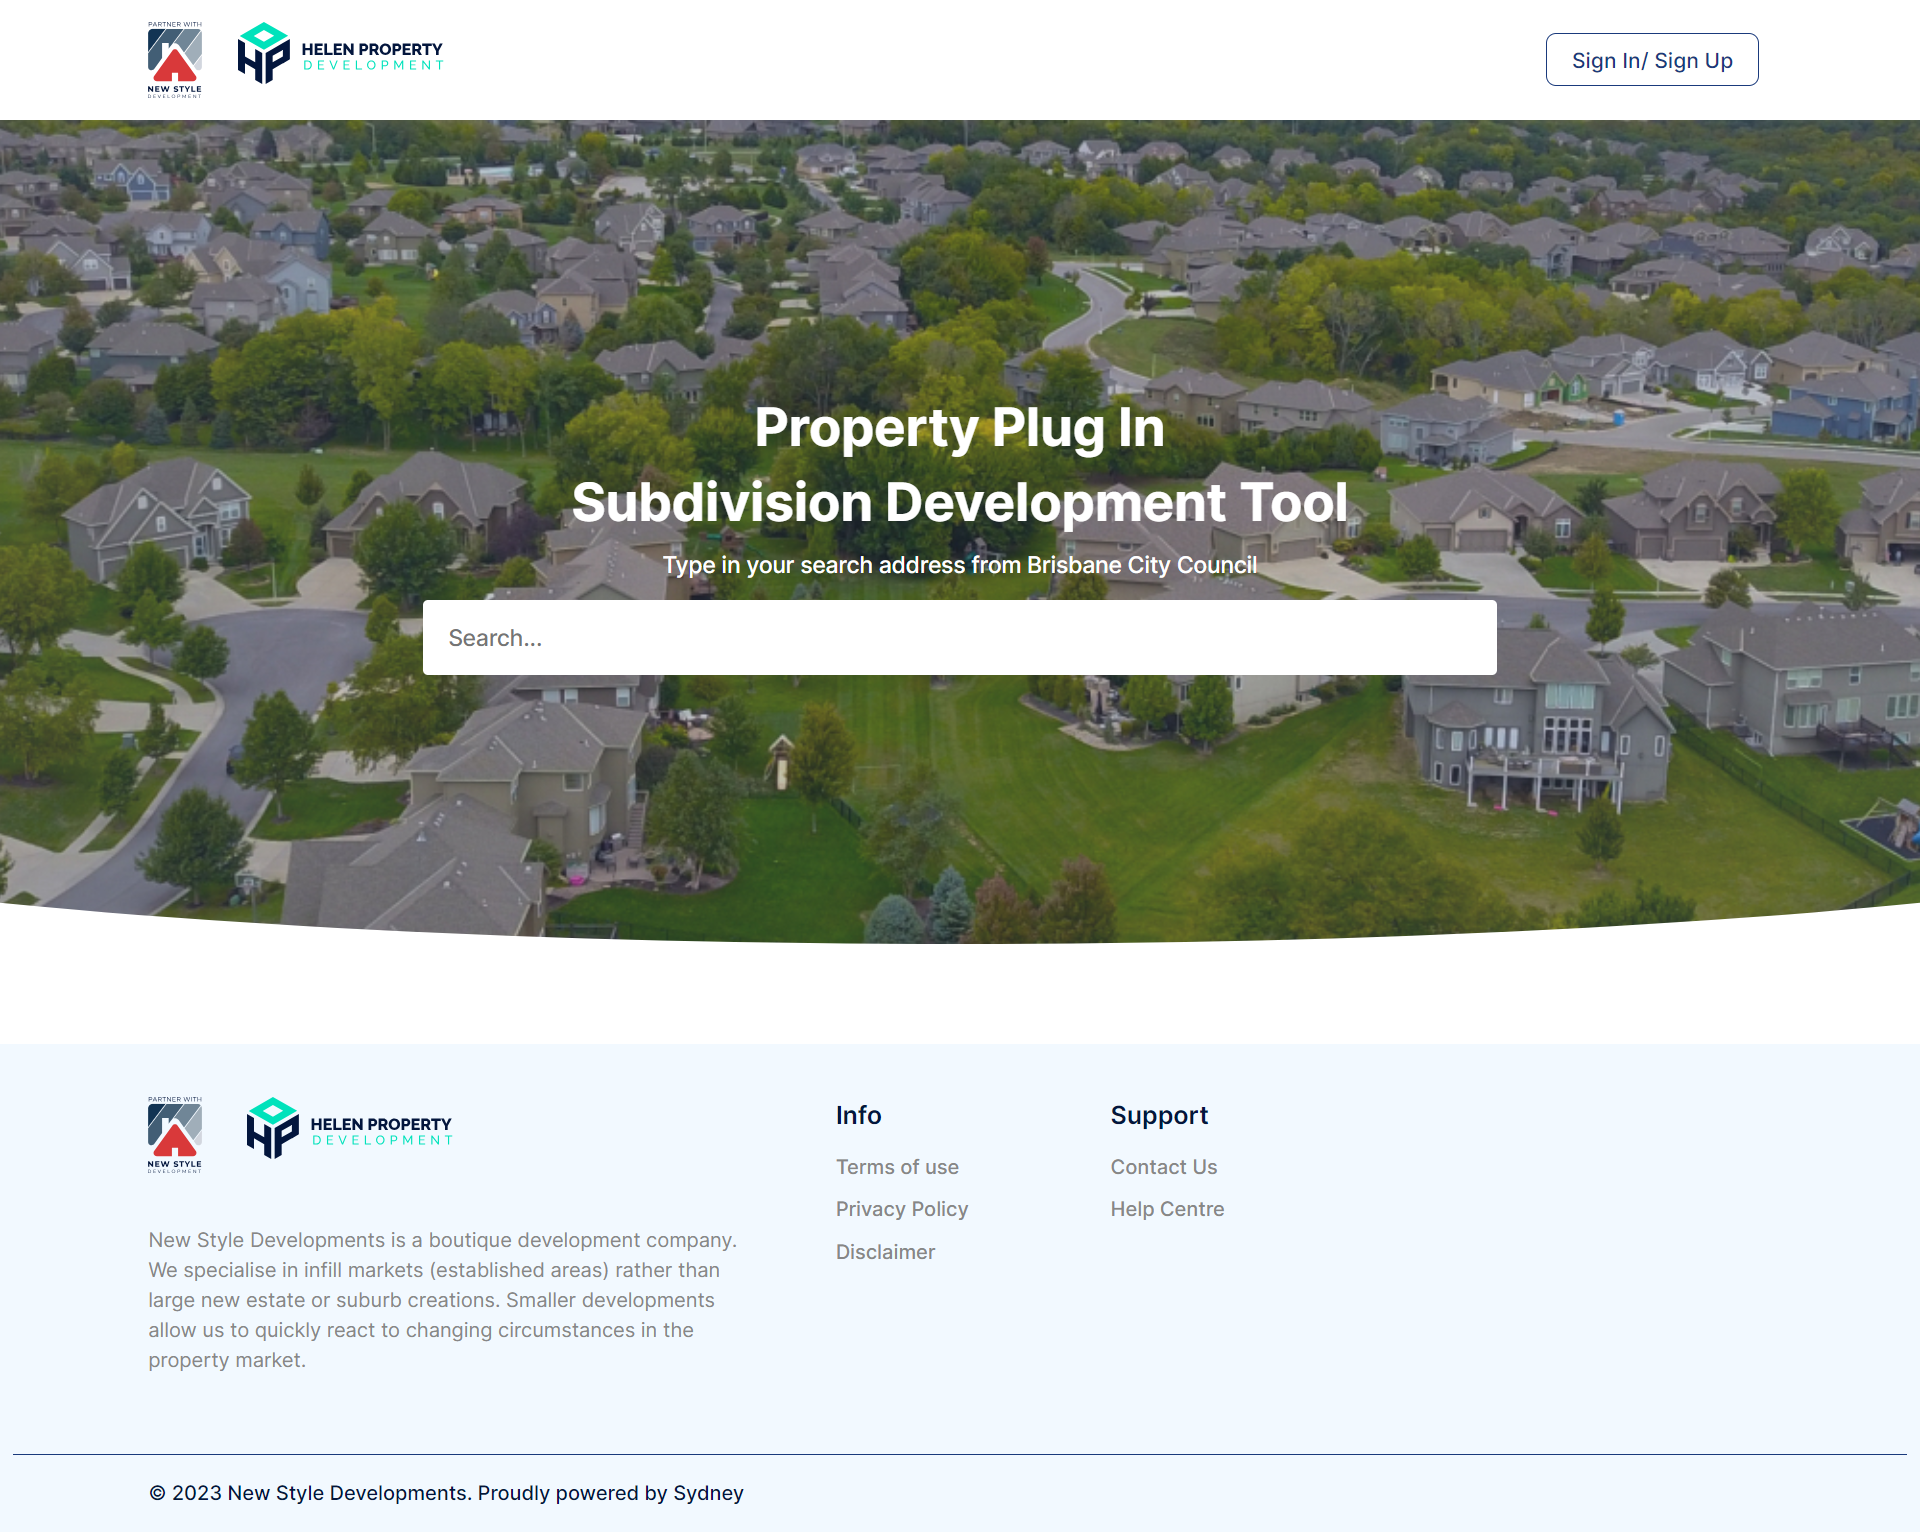 PARTNER WITH
NEW STYLE
DEVELOPMENT
HELEN PROPERTY
DEVELOPMENT
Sign In/ Sign Up
Property Plug In
Subdivision Development Tool
Type in your search address from Brisbane City Council
Search...
PARTNER WITH
NEW STYLE
DEVELOPMENT
HELEN PROPERTY
DEVELOPMENT
New Style Developments is a boutique development company.
We specialise in infill markets (established areas) rather than
large new estate or suburb creations. Smaller developments
allow us to quickly react to changing circumstances in the
property market.
Info
Terms of use
Privacy Policy
Disclaimer
Support
Contact Us
Help Centre
© 2023 New Style Developments. Proudly powered by Sydney